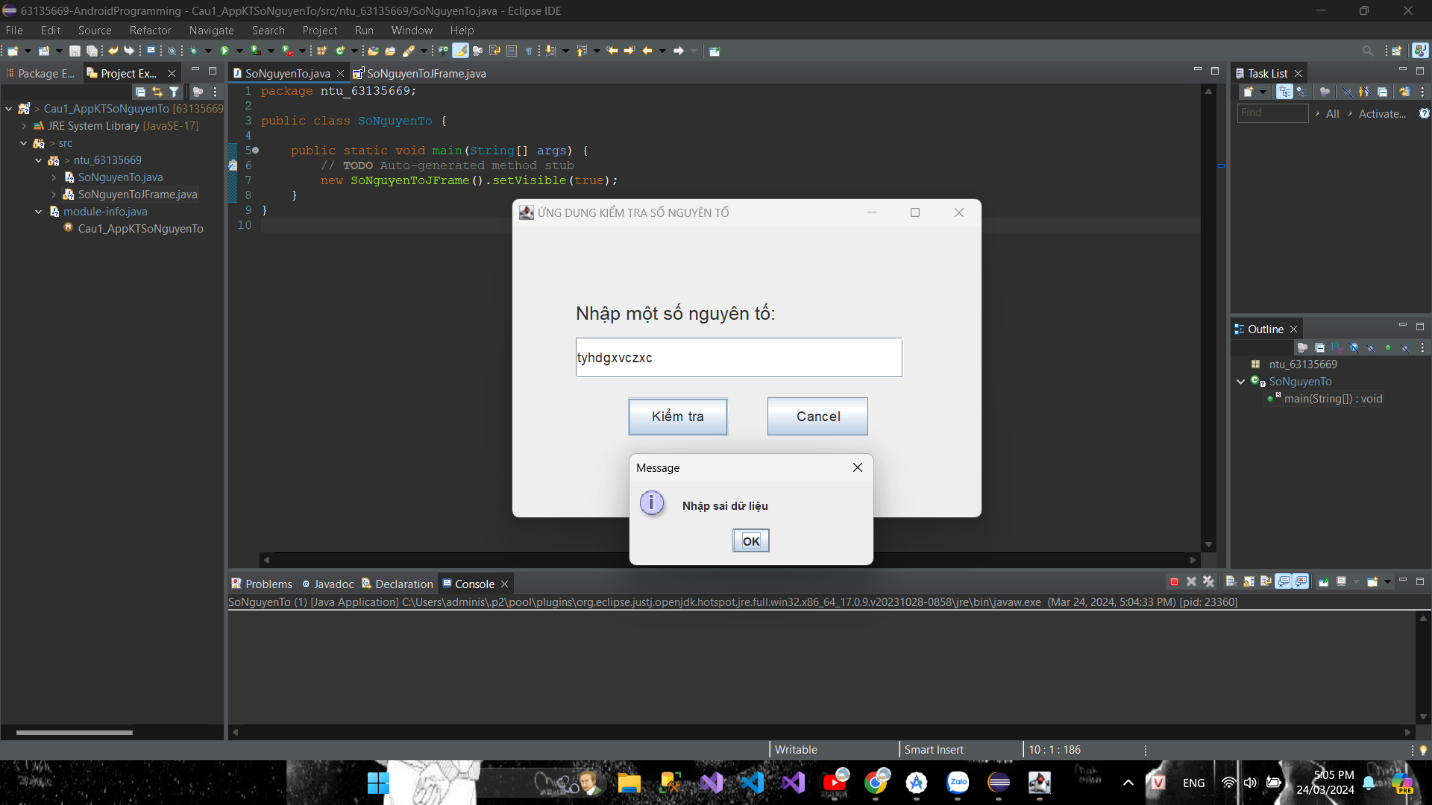 63135669-AndroidProgramming - Cau1_AppKTSoNguyenTo/src/ntu_63135669/SoNguyenTo.java - Eclipse IDE
File Edit Source Refactor Navigate Search Project Run Window Help
Package E... Project Ex...
SoNguyenTo.java SoNguyenToJFrame.java
Task List
Find All Activate...
> Cau1_AppKTSoNguyenTo [63135669
JRE System Library [JavaSE-17]
> src
> ntu_63135669
SoNguyenTo.java
SoNguyenToJFrame.java
module-info.java
Cau1_AppKTSoNguyenTo
1 package ntu_63135669;
2
3 public class SoNguyenTo {
4
5 public static void main(String[] args) {
6 // TODO Auto-generated method stub
7 new SoNguyenToJFrame().setVisible(true);
8 }
9 }
10
ỨNG DỤNG KIỂM TRA SỐ NGUYÊN TỐ
Nhập một số nguyên tố:
tyhdgxvczxc
Kiểm tra Cancel
Message
Nhập sai dữ liệu
OK
Outline
ntu_63135669
SoNguyenTo
main(String[]) : void
Problems Javadoc Declaration Console
SoNguyenTo (1) [Java Application] C:\Users\adminis\.p2\pool\plugins\org.eclipse.justj.openjdk.hotspot.jre.full.win32.x86_64_17.0.9.v20231028-0858\jre\bin\javaw.exe (Mar 24, 2024, 5:04:33 PM) [pid: 23360]
Writable Smart Insert 10 : 1 : 186
Zalo
V ENG
5:05 PM
24/03/2024
PRE